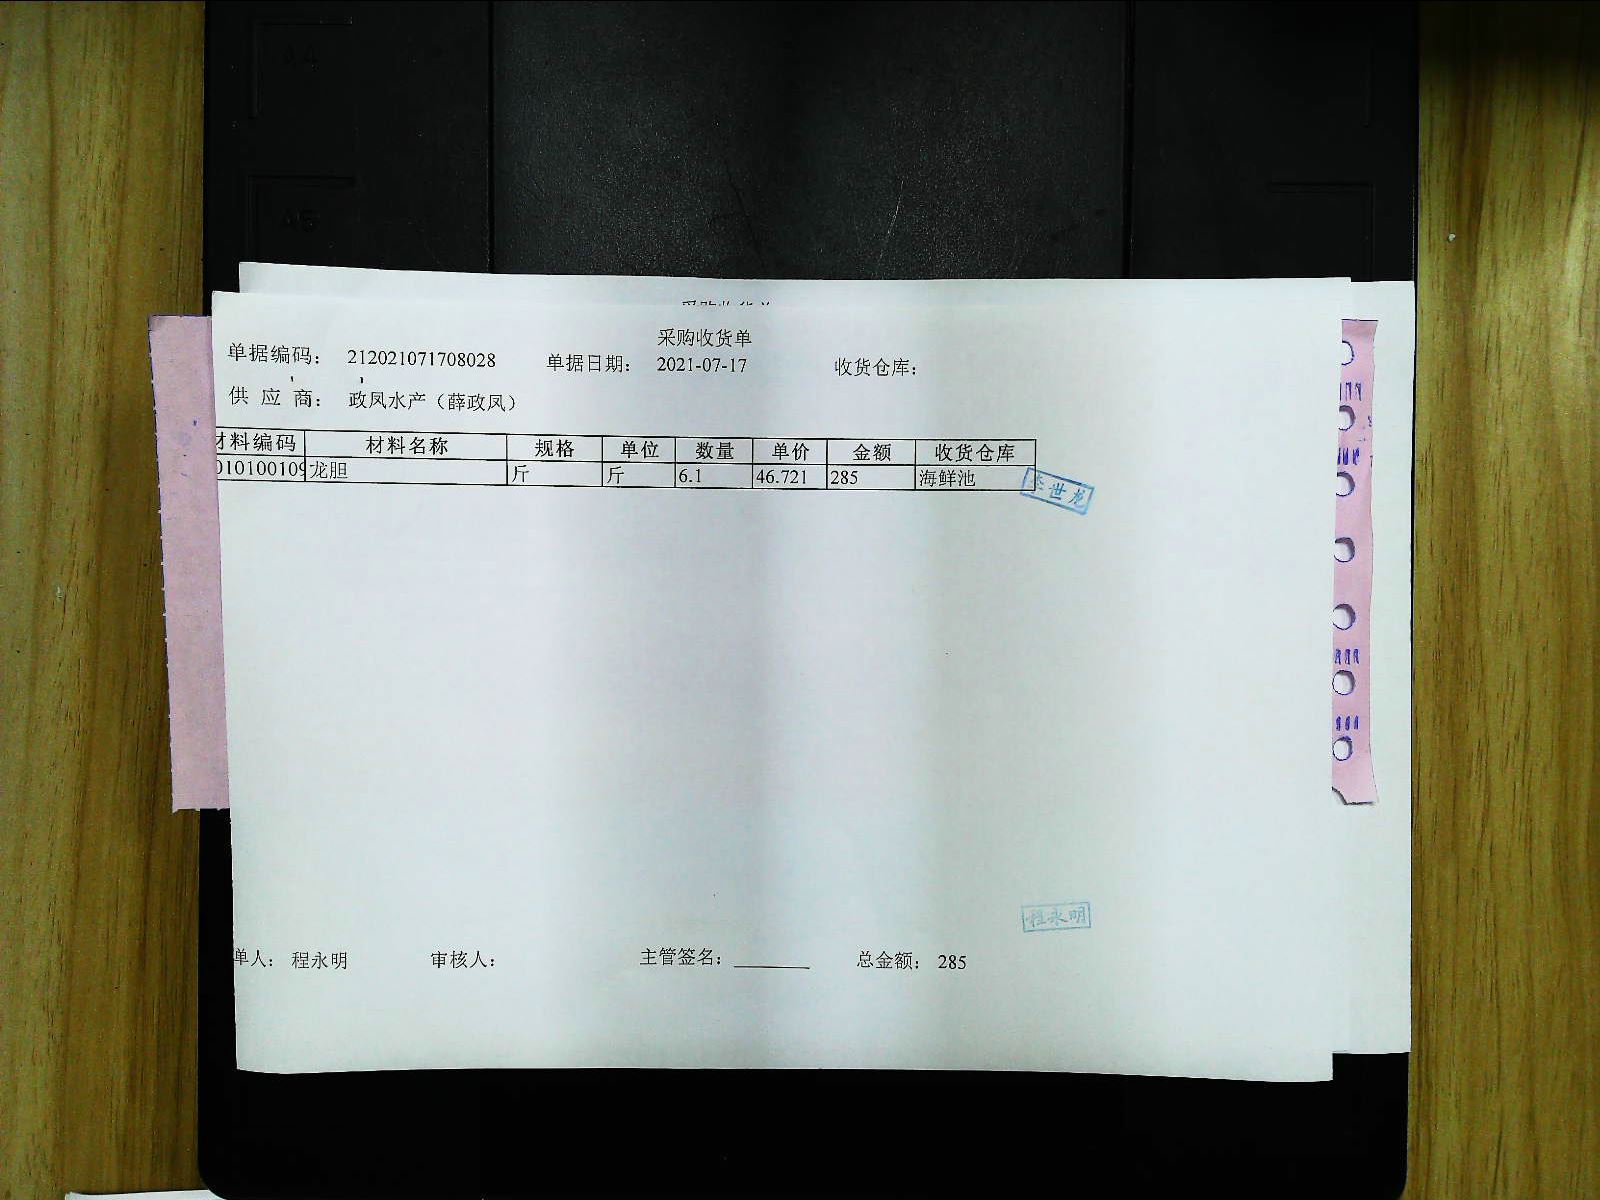 A4
A5
采购收货单
单据编码： 212021071708028 单据日期： 2021-07-17 收货仓库：
供 应 商： 政凤水产（薛政凤）
材料编码 材料名称 规格 单位 数量 单价 金额 收货仓库
010100109 龙胆 斤 斤 6.1 46.721 285 海鲜池
李世龙
程永明
单人： 程永明 审核人： 主管签名： 总金额： 285